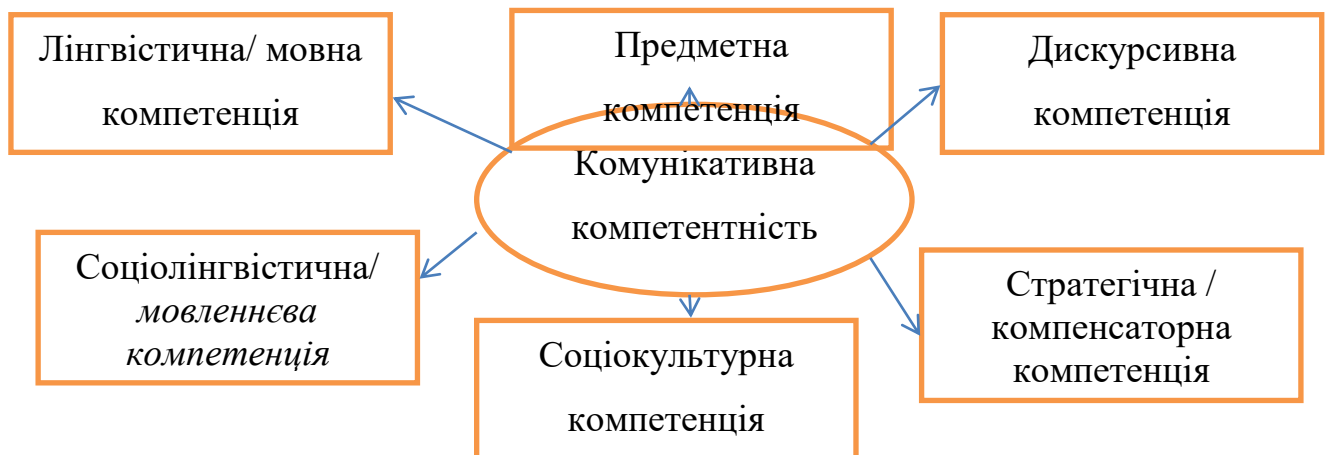 Лінгвістична/ мовна
компетенція
Предметна
компетенція
Дискурсивна
компетенція
Комунікативна
компетентність
Соціолінгвістична/
мовленнєва
компетенція
Соціокультурна
компетенція
Стратегічна /
компенсаторна
компетенція